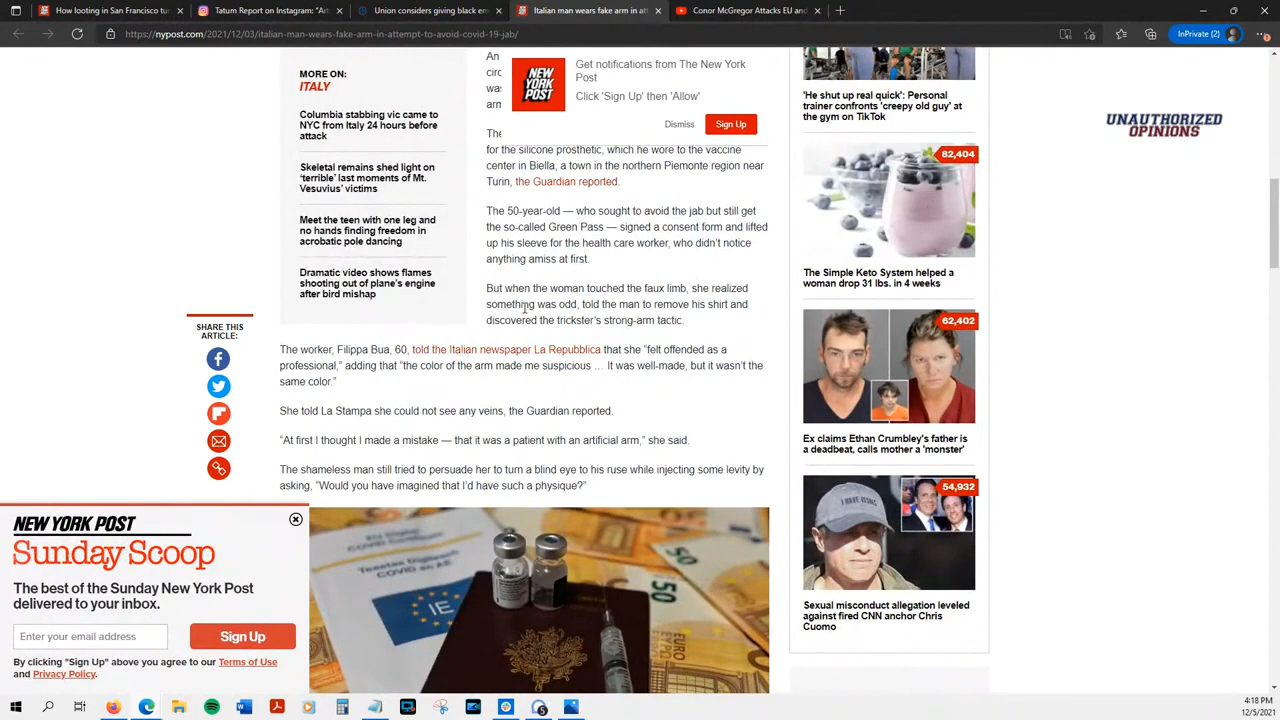 How looting in San Francisco tur
Tatum Report on Instagram: "Ar
Union considers giving black em
Italian man wears fake arm in at
Conor McGregor Attacks EU and
https://nypost.com/2021/12/03/italian-man-wears-fake-arm-in-attempt-to-avoid-covid-19-jab/
InPrivate (2)
MORE ON:
ITALY
Columbia stabbing vic came to
NYC from Italy 24 hours before
attack
Skeletal remains shed light on
'terrible' last moments of Mt.
Vesuvius' victims
Meet the teen with one leg and
no hands finding freedom in
acrobatic pole dancing
Dramatic video shows flames
shooting out of plane's engine
after bird mishap
An
circ
was
arm
The
NEW
YORK
POST
Get notifications from The New York
Post
Click 'Sign Up' then 'Allow'
Dismiss
Sign Up
for the silicone prosthetic, which he wore to the vaccine
center in Biella, a town in the northern Piemonte region near
Turin, the Guardian reported.
The 50-year-old — who sought to avoid the jab but still get
the so-called Green Pass — signed a consent form and lifted
up his sleeve for the health care worker, who didn't notice
anything amiss at first.
But when the woman touched the faux limb, she realized
something was odd, told the man to remove his shirt and
discovered the trickster's strong-arm tactic.
SHARE THIS
ARTICLE:
The worker, Filippa Bua, 60, told the Italian newspaper La Repubblica that she "felt offended as a
professional," adding that "the color of the arm made me suspicious … It was well-made, but it wasn't the
same color."
She told La Stampa she could not see any veins, the Guardian reported.
"At first I thought I made a mistake — that it was a patient with an artificial arm," she said.
The shameless man still tried to persuade her to turn a blind eye to his ruse while injecting some levity by
asking, "Would you have imagined that I'd have such a physique?"
IE
50
NEW YORK POST
Sunday Scoop
The best of the Sunday New York Post
delivered to your inbox.
Enter your email address
Sign Up
By clicking "Sign Up" above you agree to our Terms of Use
and Privacy Policy.
'He shut up real quick': Personal
trainer confronts 'creepy old guy' at
the gym on TikTok
82,404
The Simple Keto System helped a
woman drop 31 lbs. in 4 weeks
62,402
Ex claims Ethan Crumbley's father is
a deadbeat, calls mother a 'monster'
54,932
Sexual misconduct allegation leveled
against fired CNN anchor Chris
Cuomo
UNAUTHORIZED
OPINIONS
4:18 PM
12/5/2021